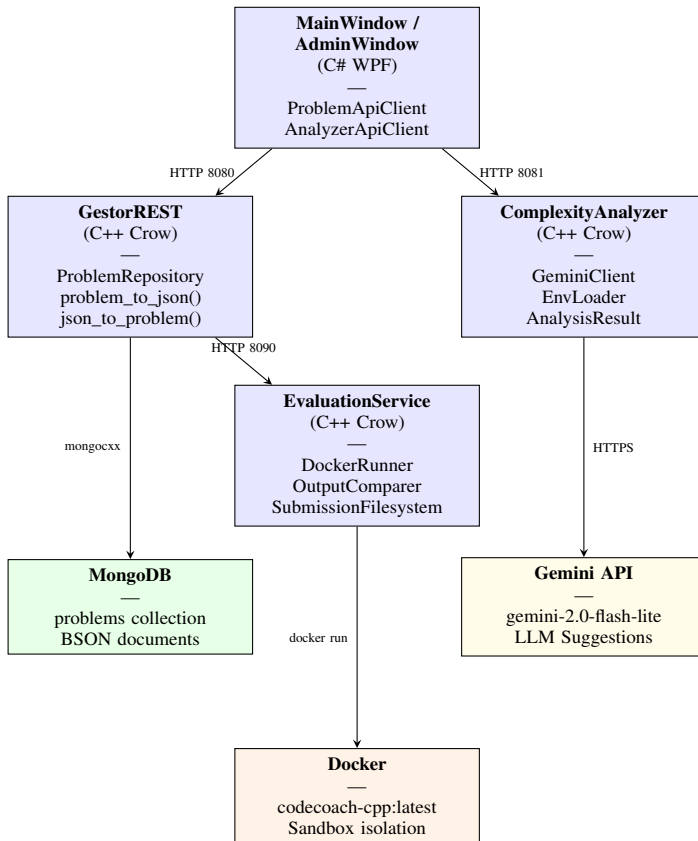 MainWindow /
AdminWindow
(C# WPF)
—
ProblemApiClient
AnalyzerApiClient
HTTP 8080
HTTP 8081
GestorREST
(C++ Crow)
—
ProblemRepository
problem_to_json()
json_to_problem()
ComplexityAnalyzer
(C++ Crow)
—
GeminiClient
EnvLoader
AnalysisResult
HTTP 8090
EvaluationService
(C++ Crow)
—
DockerRunner
OutputComparer
SubmissionFilesystem
mongocxx
HTTPS
MongoDB
—
problems collection
BSON documents
Gemini API
—
gemini-2.0-flash-lite
LLM Suggestions
docker run
Docker
—
codecoach-cpp:latest
Sandbox isolation